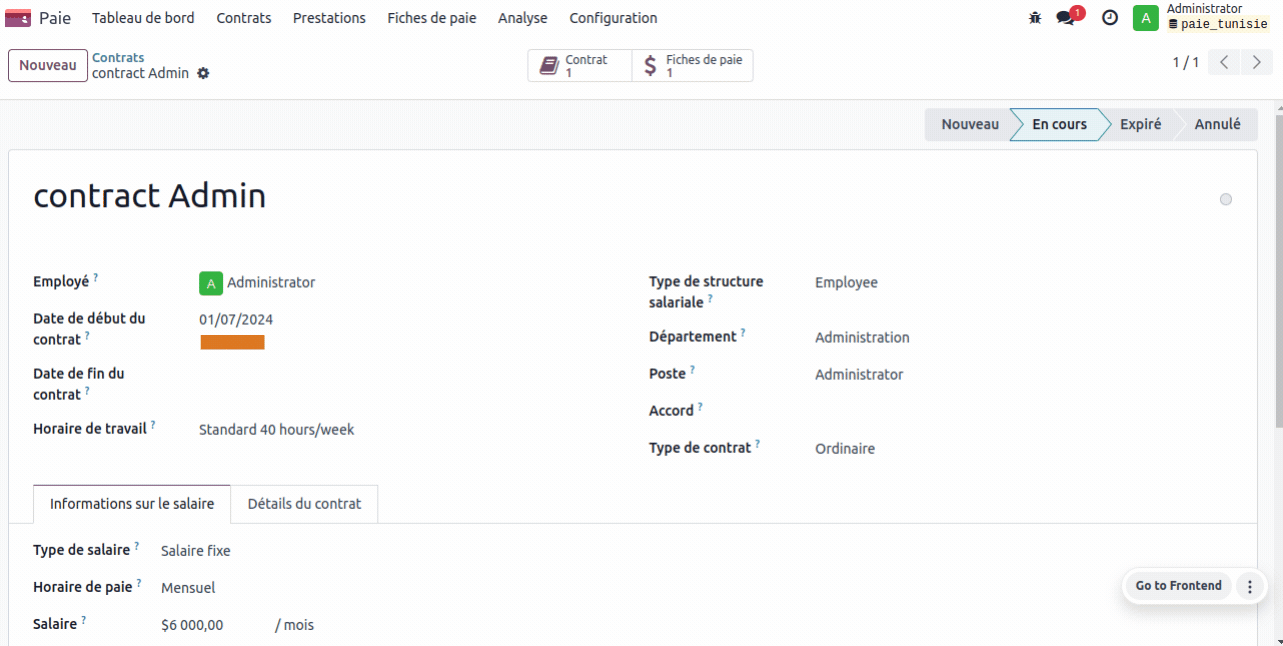 Paie Tableau de bord Contrats Prestations Fiches de paie Analyse Configuration 1 A Administrator
paie_tunisie
Nouveau Contrats
contract Admin
Contrat
1
Fiches de paie
1
1 / 1
Nouveau En cours Expiré Annulé
contract Admin
Employé ? A Administrator
Date de début du contrat ? 01/07/2024
Date de fin du contrat ?
Horaire de travail ? Standard 40 hours/week
Type de structure salariale ? Employee
Département ? Administration
Poste ? Administrator
Accord ?
Type de contrat ? Ordinaire
Informations sur le salaire Détails du contrat
Type de salaire ? Salaire fixe
Horaire de paie ? Mensuel
Salaire ? $6 000,00 / mois
Go to Frontend